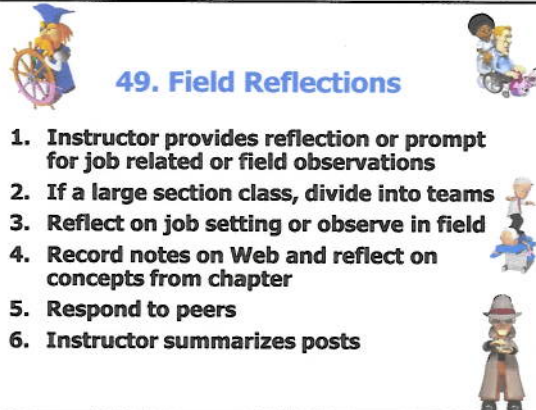 49. Field Reflections
1. Instructor provides reflection or prompt
for job related or field observations
2. If a large section class, divide into teams
3. Reflect on job setting or observe in field
4. Record notes on Web and reflect on
concepts from chapter
5. Respond to peers
6. Instructor summarizes posts